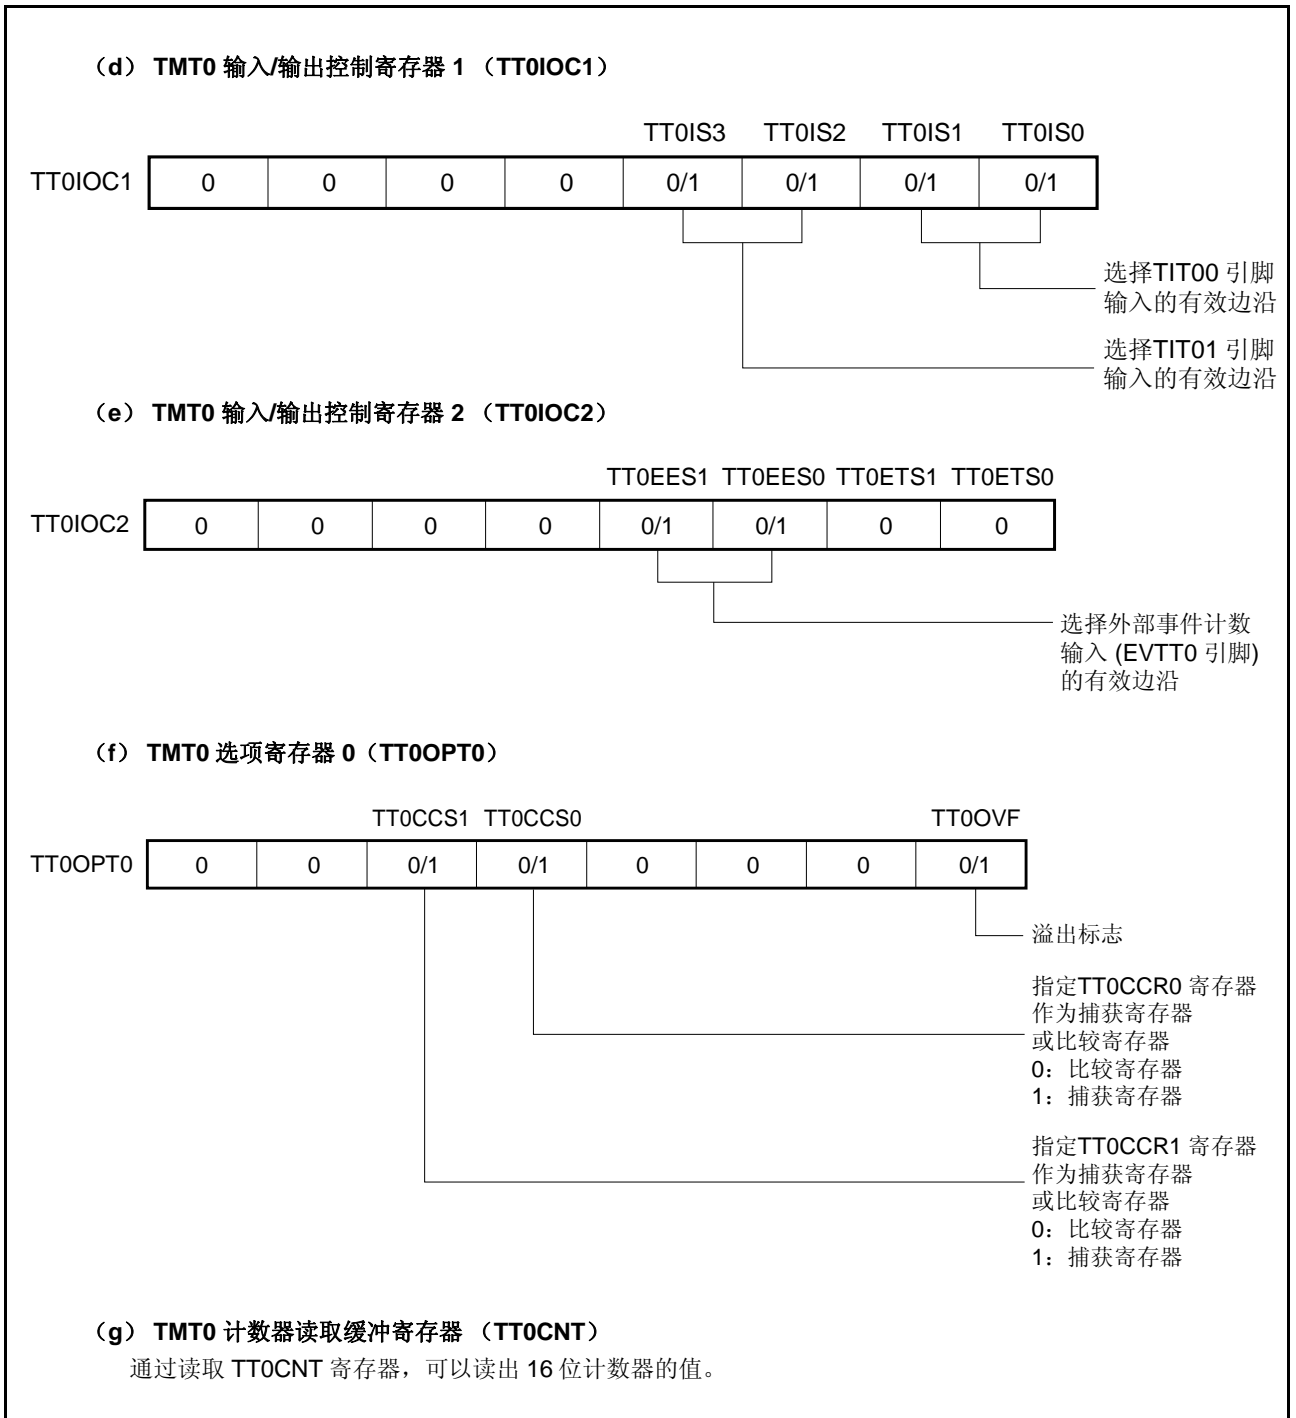 （d） TMT0 输入/输出控制寄存器 1 （TT0IOC1）
TT0IS3 TT0IS2 TT0IS1 TT0IS0
TT0IOC1 0 0 0 0 0/1 0/1 0/1 0/1
选择TIT00 引脚
输入的有效边沿
选择TIT01 引脚
输入的有效边沿
（e） TMT0 输入/输出控制寄存器 2 （TT0IOC2）
TT0EES1 TT0EES0 TT0ETS1 TT0ETS0
TT0IOC2 0 0 0 0 0/1 0/1 0 0
选择外部事件计数
输入 (EVTT0 引脚)
的有效边沿
（f） TMT0 选项寄存器 0（TT0OPT0）
TT0CCS1 TT0CCS0 TT0OVF
TT0OPT0 0 0 0/1 0/1 0 0 0 0/1
溢出标志
指定TT0CCR0 寄存器
作为捕获寄存器
或比较寄存器
0：比较寄存器
1：捕获寄存器
指定TT0CCR1 寄存器
作为捕获寄存器
或比较寄存器
0：比较寄存器
1：捕获寄存器
（g） TMT0 计数器读取缓冲寄存器 （TT0CNT）
通过读取 TT0CNT 寄存器，可以读出 16 位计数器的值。